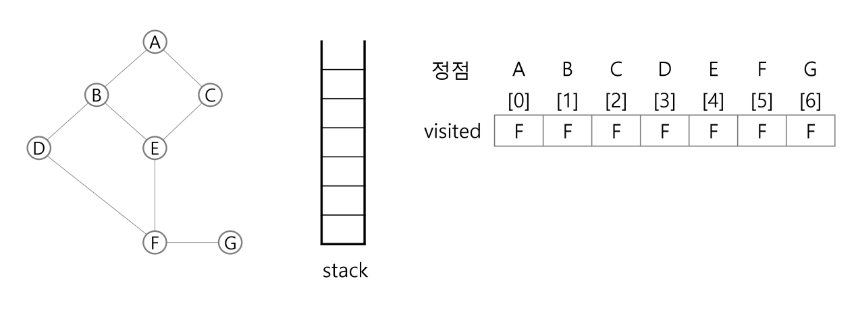 A
B
C
D
E
F
G
stack
정점 A B C D E F G
[0] [1] [2] [3] [4] [5] [6]
visited F F F F F F F